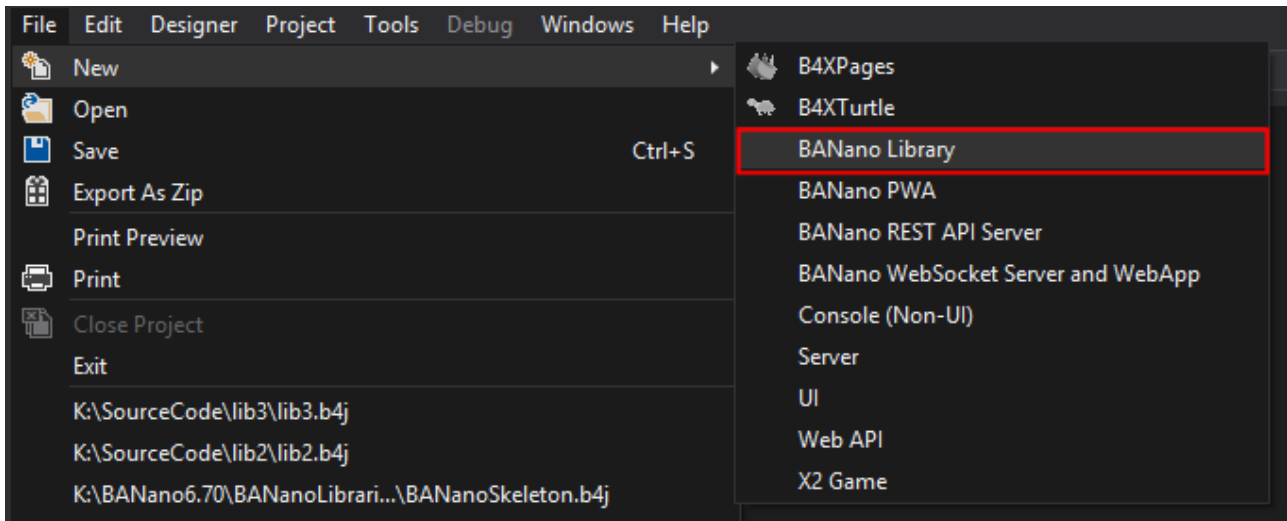 File Edit Designer Project Tools Debug Windows Help
New
Open
Save Ctrl+S
Export As Zip
Print Preview
Print
Close Project
Exit
K:\SourceCode\lib3\lib3.b4j
K:\SourceCode\lib2\lib2.b4j
K:\BANano6.70\BANanoLibrari...\BANanoSkeleton.b4j
B4XPages
B4XTurtle
BANano Library
BANano PWA
BANano REST API Server
BANano WebSocket Server and WebApp
Console (Non-UI)
Server
UI
Web API
X2 Game